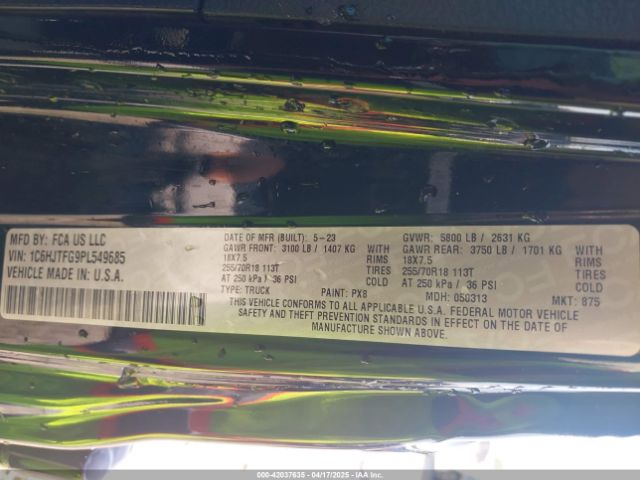 MFD BY: FCA US LLC
VIN: 1C6HJTFG9PL549685
VEHICLE MADE IN: U.S.A.
DATE OF MFR (BUILT): 5-23
GAWR FRONT: 3100 LB / 1407 KG WITH
18X7.5 RIMS
255/70R18 113T TIRES
AT 250 kPa / 36 PSI COLD
TYPE: TRUCK PAINT: PX8
GVWR: 5800 LB / 2631 KG
GAWR REAR: 3750 LB / 1701 KG WITH
18X7.5 RIMS
255/70R18 113T TIRES
AT 250 kPa / 36 PSI COLD
MDH: 050313 MKT: 875
THIS VEHICLE CONFORMS TO ALL APPLICABLE U.S.A. FEDERAL MOTOR VEHICLE
SAFETY AND THEFT PREVENTION STANDARDS IN EFFECT ON THE DATE OF
MANUFACTURE SHOWN ABOVE.
000-42037635 - 04/17/2025 - IAA Inc.